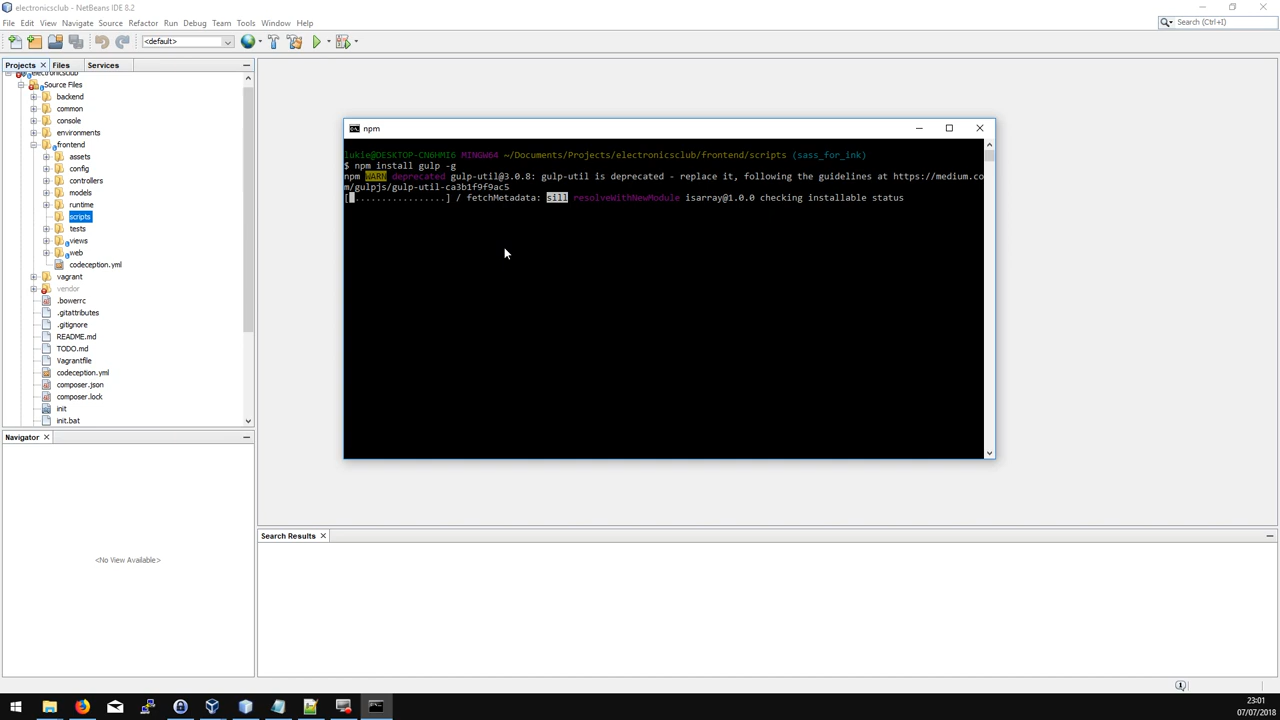 electronicsclub - NetBeans IDE 8.2
File Edit View Navigate Source Refactor Run Debug Team Tools Window Help
Search (Ctrl+I)
<default>
Projects Files Services
electronicsclub
Source Files
backend
common
console
environments
frontend
assets
config
controllers
models
runtime
scripts
tests
views
web
codeception.yml
vagrant
vendor
.bowerrc
.gitattributes
.gitignore
README.md
TODO.md
Vagrantfile
codeception.yml
composer.json
composer.lock
init
init.bat
Navigator
<No View Available>
npm
lukie@DESKTOP-CN6HMI6 MINGW64 ~/Documents/Projects/electronicsclub/frontend/scripts (sass_for_ink)
$ npm install gulp -g
npm WARN deprecated gulp-util@3.0.8: gulp-util is deprecated - replace it, following the guidelines at https://medium.co
m/gulpjs/gulp-util-ca3b1f9f9ac5
[ ................] / fetchMetadata: sill resolveWithNewModule isarray@1.0.0 checking installable status
Search Results
23:01
07/07/2018